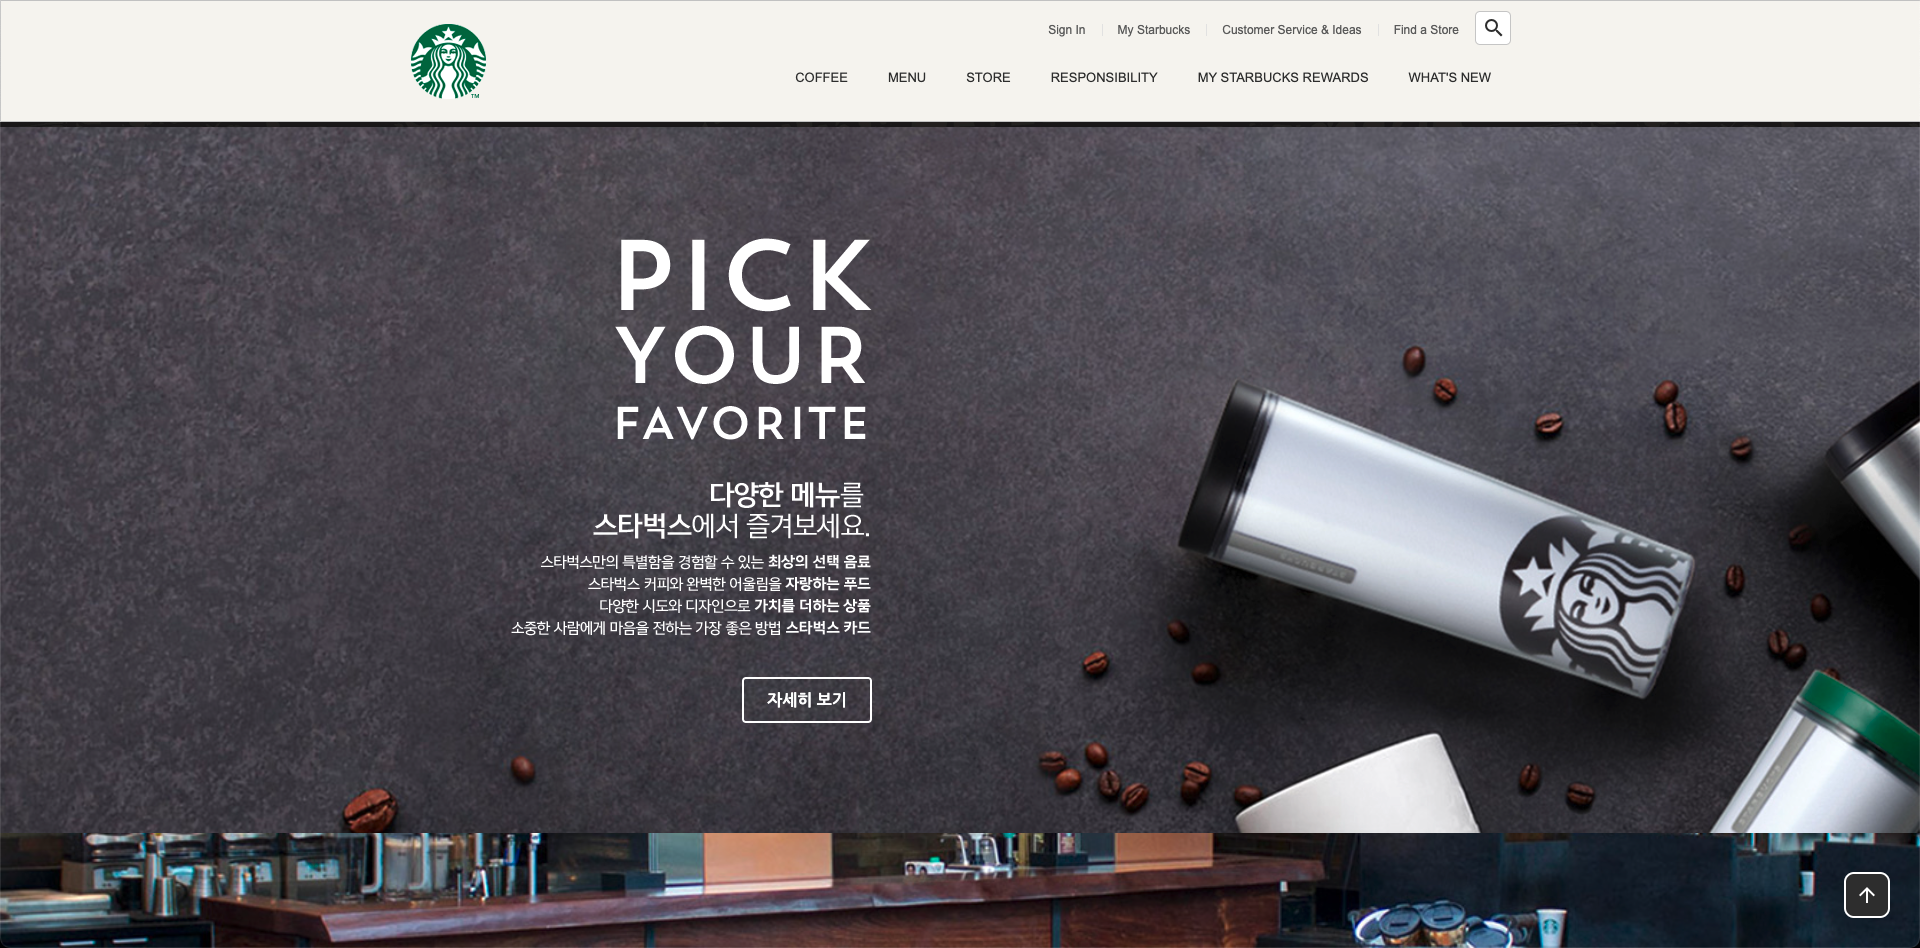 Sign In
My Starbucks
Customer Service & Ideas
Find a Store
TM
COFFEE
MENU
STORE
RESPONSIBILITY
MY STARBUCKS REWARDS
WHAT'S NEW
PICK
YOUR
FAVORITE
다양한 메뉴를
스타벅스에서 즐겨보세요.
스타벅스만의 특별함을 경험할 수 있는 최상의 선택 음료
스타벅스 커피와 완벽한 어울림을 자랑하는 푸드
다양한 시도와 디자인으로 가치를 더하는 상품
소중한 사람에게 마음을 전하는 가장 좋은 방법 스타벅스 카드
자세히 보기